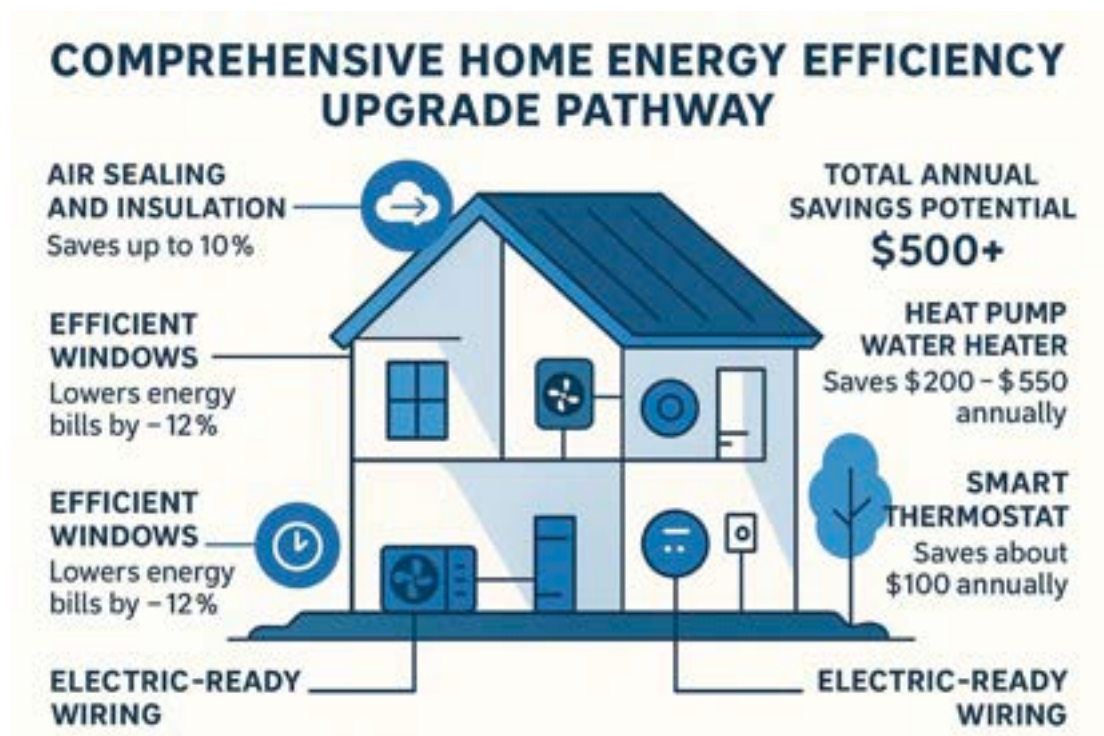 COMPREHENSIVE HOME ENERGY EFFICIENCY
UPGRADE PATHWAY
AIR SEALING
AND INSULATION
Saves up to 10%
EFFICIENT
WINDOWS
Lowers energy
bills by –12%
EFFICIENT
WINDOWS
Lowers energy
bills by –12%
ELECTRIC-READY
WIRING
TOTAL ANNUAL
SAVINGS POTENTIAL
$500+
HEAT PUMP
WATER HEATER
Saves $200 – $550
annually
SMART
THERMOSTAT
Saves about
$100 annually
ELECTRIC-READY
WIRING